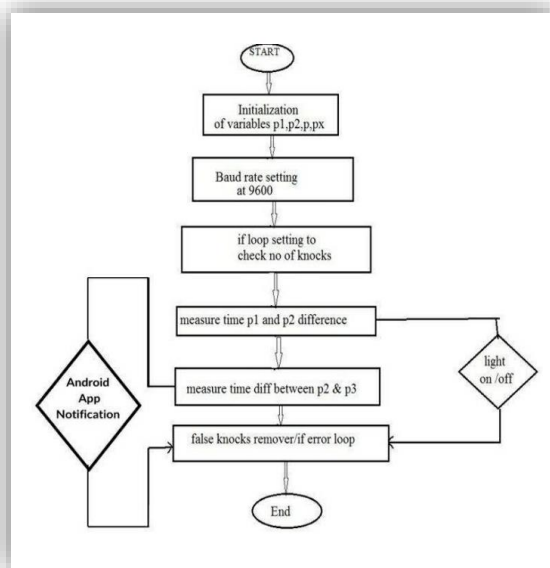 START
Initialization
of variables p1,p2,p,px
Baud rate setting
at 9600
if loop setting to
check no of knocks
measure time p1 and p2 difference
light
on /off
Android
App
Notification
measure time diff between p2 & p3
false knocks remover/if error loop
End